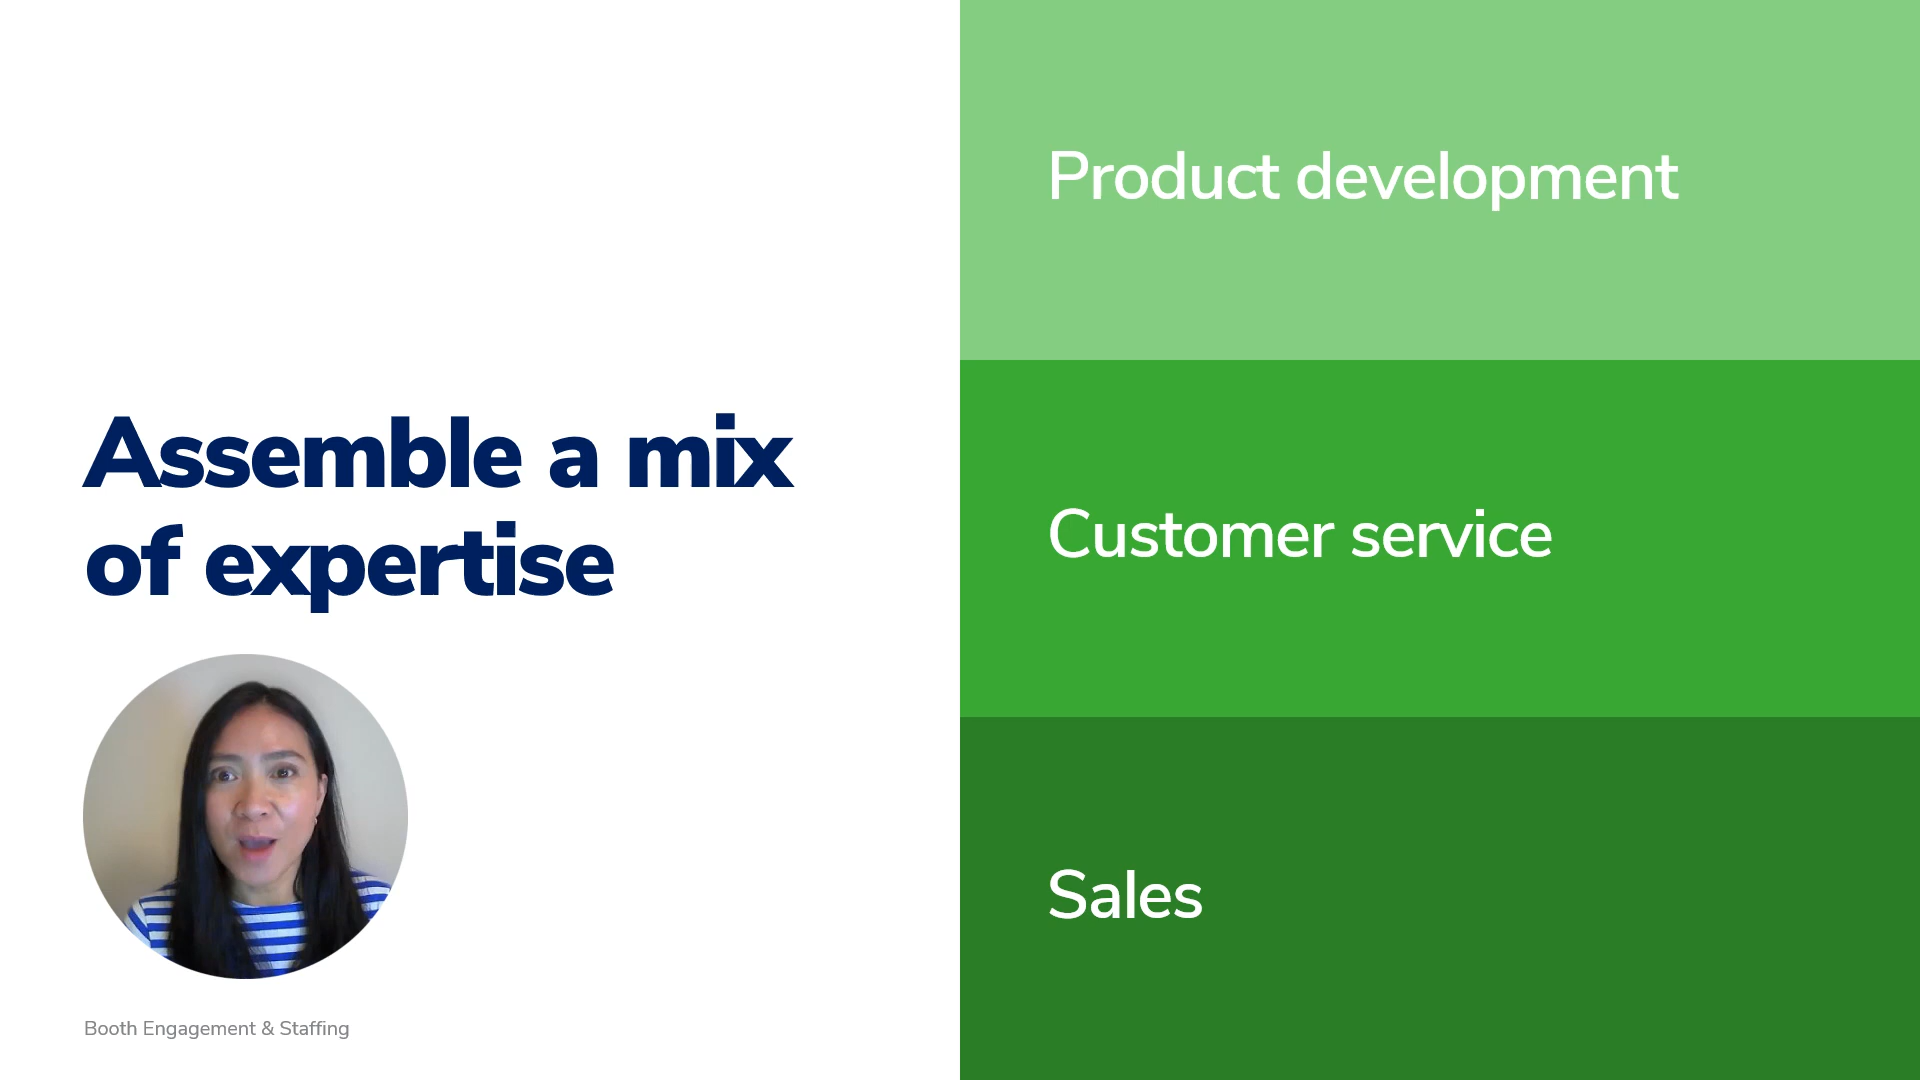 Assemble a mix
of expertise
Booth Engagement & Staffing
Product development
Customer service
Sales